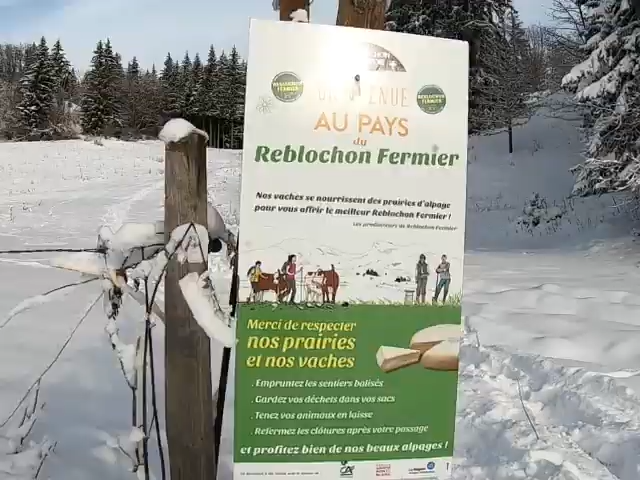 BIENVENUE
AU PAYS
du
Reblochon Fermier
Nos vaches se nourrissent des prairies d'alpage
pour vous offrir le meilleur Reblochon Fermier !
Les producteurs de Reblochon Fermier
Merci de respecter
nos prairies
et nos vaches
. Empruntez les sentiers balisés
. Gardez vos déchets dans vos sacs
. Tenez vos animaux en laisse
. Refermez les clôtures après votre passage
et profitez bien de nos beaux alpages !